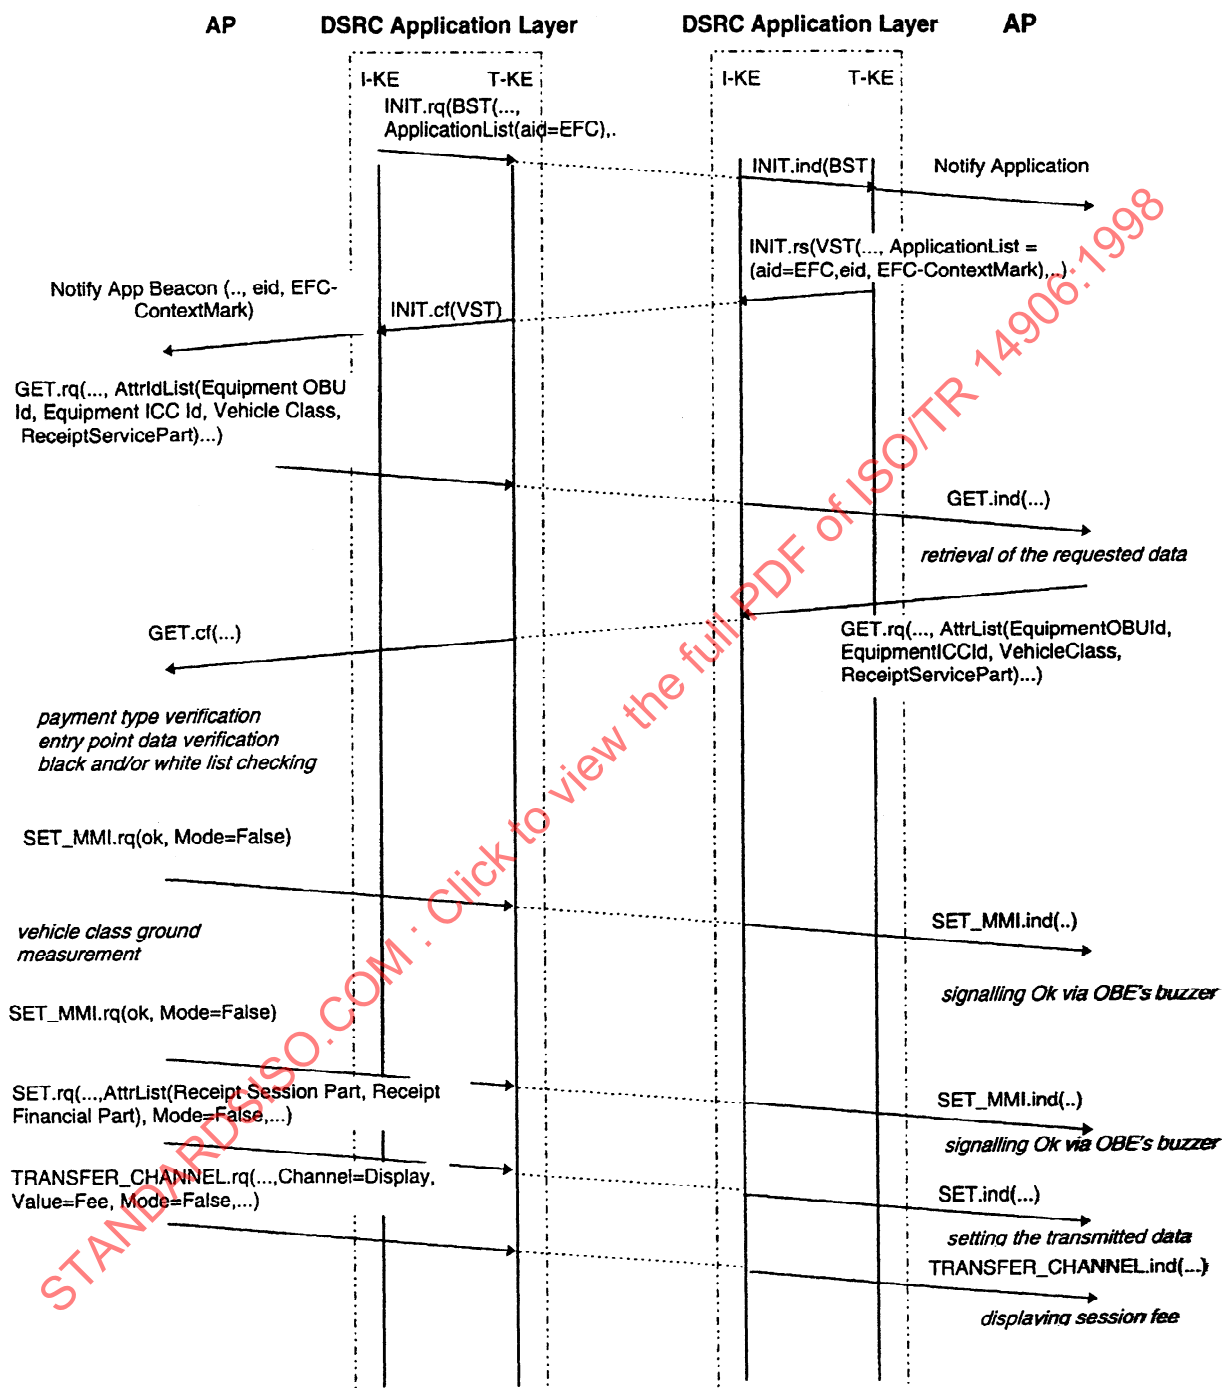 AP
DSRC Application Layer
DSRC Application Layer
AP
I-KE
T-KE
I-KE
T-KE
INIT.rq(BST(...,
ApplicationList(aid=EFC),.
INIT.ind(BST
Notify Application
INIT.rs(VST(..., ApplicationList =
(aid=EFC,eid, EFC-ContextMark),..)
Notify App Beacon (.., eid, EFC-
ContextMark)
INIT.cf(VST)
GET.rq(..., AttrIdList(Equipment OBU
Id, Equipment ICC Id, Vehicle Class,
ReceiptServicePart)...)
GET.ind(...)
retrieval of the requested data
GET.cf(...)
GET.rq(..., AttrList(EquipmentOBUId,
EquipmentICCId, VehicleClass,
ReceiptServicePart)...)
payment type verification
entry point data verification
black and/or white list checking
SET_MMI.rq(ok, Mode=False)
SET_MMI.ind(..)
vehicle class ground
measurement
signalling Ok via OBE's buzzer
SET_MMI.rq(ok, Mode=False)
SET.rq(...,AttrList(Receipt Session Part, Receipt
Financial Part), Mode=False,...)
SET_MMI.ind(..)
signalling Ok via OBE's buzzer
TRANSFER_CHANNEL.rq(...,Channel=Display,
Value=Fee, Mode=False,...)
SET.ind(...)
setting the transmitted data
TRANSFER_CHANNEL.ind(...)
displaying session fee
STANDARDSISO.COM : Click to view the full PDF of ISO/TR 14906:1998